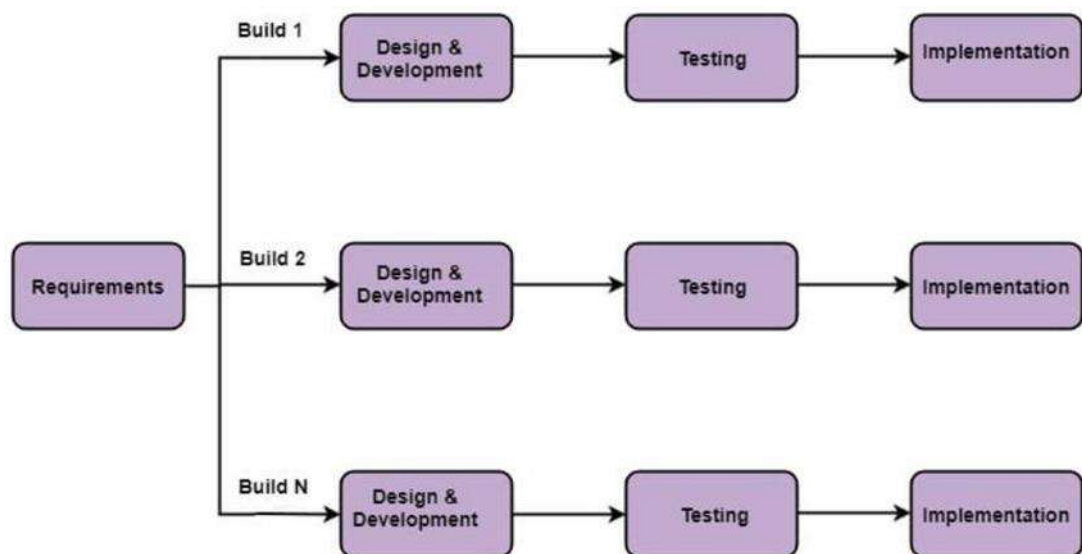 Build 1
Design &
Development
Testing
Implementation
Requirements
Build 2
Design &
Development
Testing
Implementation
Build N
Design &
Development
Testing
Implementation